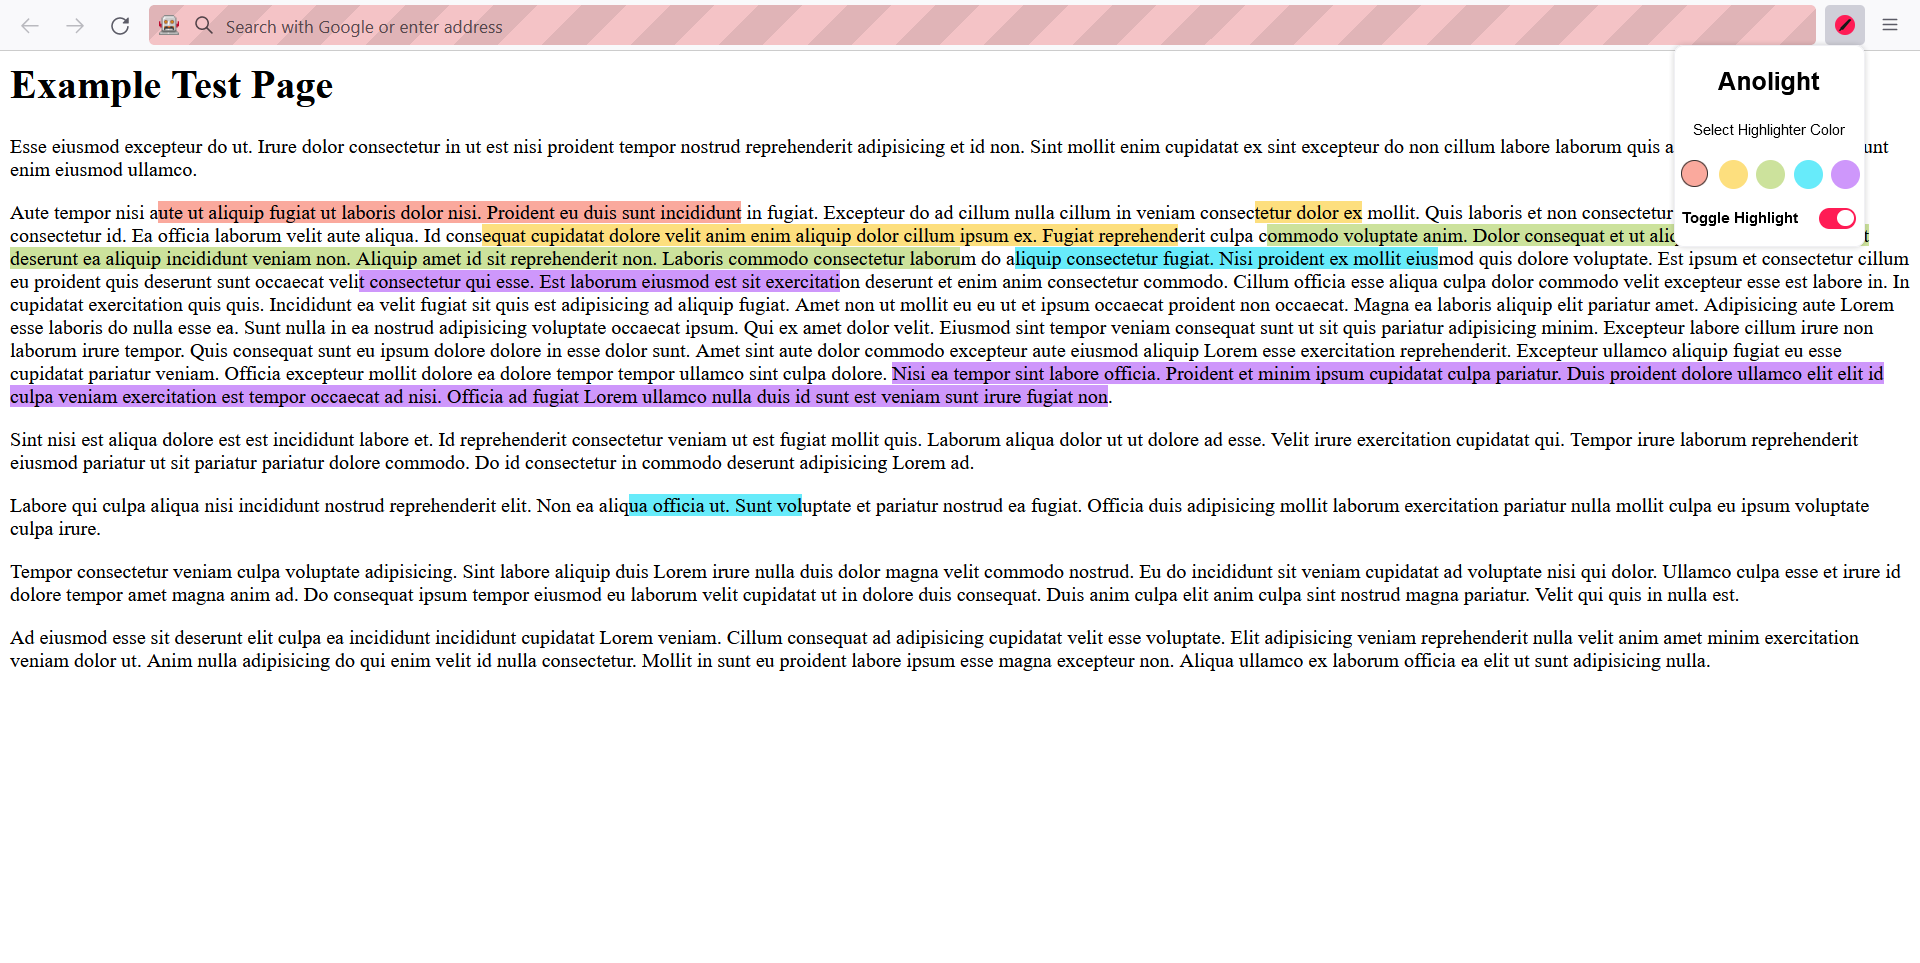 Search with Google or enter address
Example Test Page
Anolight
Select Highlighter Color
Toggle Highlight
Esse eiusmod excepteur do ut. Irure dolor consectetur in ut est nisi proident tempor nostrud reprehenderit adipisicing et id non. Sint mollit enim cupidatat ex sint excepteur do non cillum labore laborum quis
enim eiusmod ullamco.
Aute tempor nisi aute ut aliquip fugiat ut laboris dolor nisi. Proident eu duis sunt incididunt in fugiat. Excepteur do ad cillum nulla cillum in veniam consectetur dolor ex mollit. Quis laboris et non consectetur
consectetur id. Ea officia laborum velit aute aliqua. Id consequat cupidatat dolore velit anim enim aliquip dolor cillum ipsum ex. Fugiat reprehenderit culpa commodo voluptate anim. Dolor consequat et ut
deserunt ea aliquip incididunt veniam non. Aliquip amet id sit reprehenderit non. Laboris commodo consectetur laborum do aliquip consectetur fugiat. Nisi proident ex mollit eiusmod quis dolore voluptate. Est ipsum et consectetur cillum
eu proident quis deserunt sunt occaecat velit consectetur qui esse. Est laborum eiusmod est sit exercitation deserunt et enim anim consectetur commodo. Cillum officia esse aliqua culpa dolor commodo velit excepteur esse est labore in. In
cupidatat exercitation quis quis. Incididunt ea velit fugiat sit quis est adipisicing ad aliquip fugiat. Amet non ut mollit eu eu ut et ipsum occaecat proident non occaecat. Magna ea laboris aliquip elit pariatur amet. Adipisicing aute Lorem
esse laboris do nulla esse ea. Sunt nulla in ea nostrud adipisicing voluptate occaecat ipsum. Qui ex amet dolor velit. Eiusmod sint tempor veniam consequat sunt ut sit quis pariatur adipisicing minim. Excepteur labore cillum irure non
laborum irure tempor. Quis consequat sunt eu ipsum dolore dolore in esse dolor sunt. Amet sint aute dolor commodo excepteur aute eiusmod aliquip Lorem esse exercitation reprehenderit. Excepteur ullamco aliquip fugiat eu esse
cupidatat pariatur veniam. Officia excepteur mollit dolore ea dolore tempor tempor ullamco sint culpa dolore. Nisi ea tempor sint labore officia. Proident et minim ipsum cupidatat culpa pariatur. Duis proident dolore ullamco elit elit id
culpa veniam exercitation est tempor occaecat ad nisi. Officia ad fugiat Lorem ullamco nulla duis id sunt est veniam sunt irure fugiat non.
Sint nisi est aliqua dolore est est incididunt labore et. Id reprehenderit consectetur veniam ut est fugiat mollit quis. Laborum aliqua dolor ut ut dolore ad esse. Velit irure exercitation cupidatat qui. Tempor irure laborum reprehenderit
eiusmod pariatur ut sit pariatur pariatur dolore commodo. Do id consectetur in commodo deserunt adipisicing Lorem ad.
Labore qui culpa aliqua nisi incididunt nostrud reprehenderit elit. Non ea aliqua officia ut. Sunt voluptate et pariatur nostrud ea fugiat. Officia duis adipisicing mollit laborum exercitation pariatur nulla mollit culpa eu ipsum voluptate
culpa irure.
Tempor consectetur veniam culpa voluptate adipisicing. Sint labore aliquip duis Lorem irure nulla duis dolor magna velit commodo nostrud. Eu do incididunt sit veniam cupidatat ad voluptate nisi qui dolor. Ullamco culpa esse et irure id
dolore tempor amet magna anim ad. Do consequat ipsum tempor eiusmod eu laborum velit cupidatat ut in dolore duis consequat. Duis anim culpa elit anim culpa sint nostrud magna pariatur. Velit qui quis in nulla est.
Ad eiusmod esse sit deserunt elit culpa ea incididunt incididunt cupidatat Lorem veniam. Cillum consequat ad adipisicing cupidatat velit esse voluptate. Elit adipisicing veniam reprehenderit nulla velit anim amet minim exercitation
veniam dolor ut. Anim nulla adipisicing do qui enim velit id nulla consectetur. Mollit in sunt eu proident labore ipsum esse magna excepteur non. Aliqua ullamco ex laborum officia ea elit ut sunt adipisicing nulla.